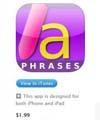 a
PHRASES
View In iTunes
+ This app is designed for
both iPhone and iPad
$1.99